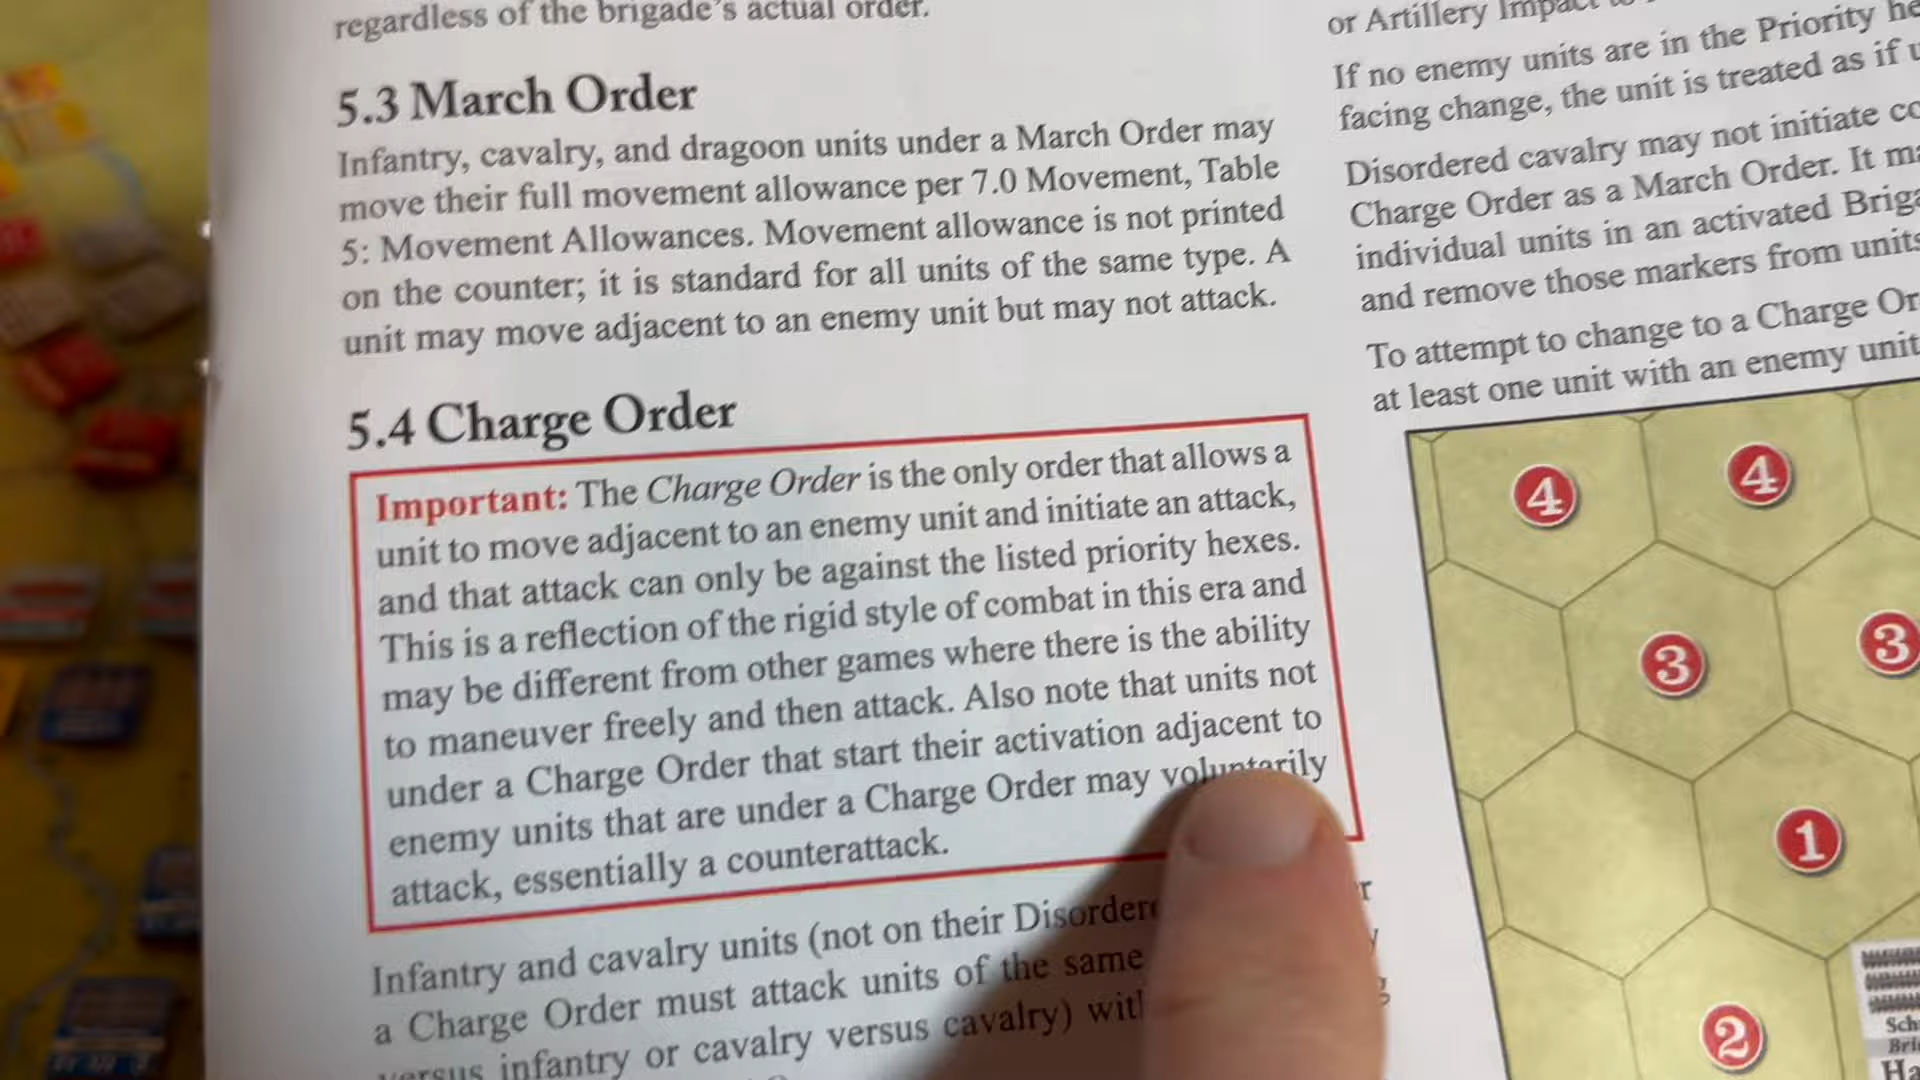 regardless of the brigade's actual order.
5.3 March Order
Infantry, cavalry, and dragoon units under a March Order may
move their full movement allowance per 7.0 Movement, Table
5: Movement Allowances. Movement allowance is not printed
on the counter; it is standard for all units of the same type. A
unit may move adjacent to an enemy unit but may not attack.
5.4 Charge Order
Important: The Charge Order is the only order that allows a
unit to move adjacent to an enemy unit and initiate an attack,
and that attack can only be against the listed priority hexes.
This is a reflection of the rigid style of combat in this era and
may be different from other games where there is the ability
to maneuver freely and then attack. Also note that units not
under a Charge Order that start their activation adjacent to
enemy units that are under a Charge Order may voluntarily
attack, essentially a counterattack.
Infantry and cavalry units (not on their
a Charge Order must attack units of the same
versus infantry or cavalry versus cavalry)
or Artillery Impact
If no enemy units are in the Priority
facing change, the unit is treated as if
Disordered cavalry may not initiate
Charge Order as a March Order. It
individual units in an activated
and remove those markers from units
To attempt to change to a Charge
at least one unit with an enemy unit
4
4
3
3
1
2